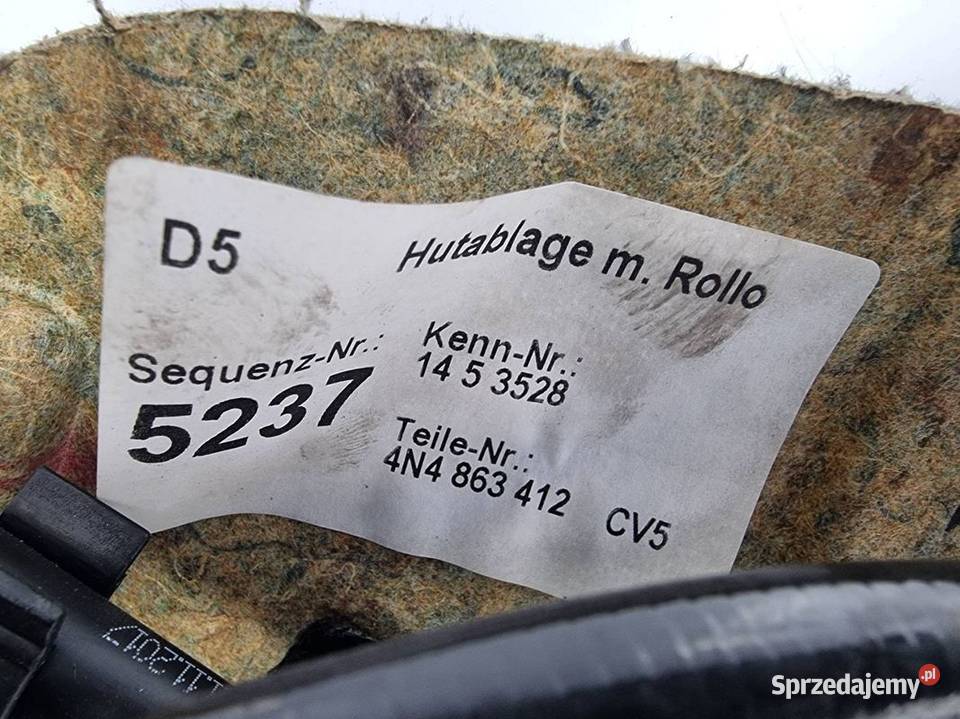 D5
Hutablage m. Rollo
Sequenz-Nr.:
5237
Kenn-Nr.:
14 5 3528
Teile-Nr.:
4N4 863 412 CV5
Sprzedajemy.pl